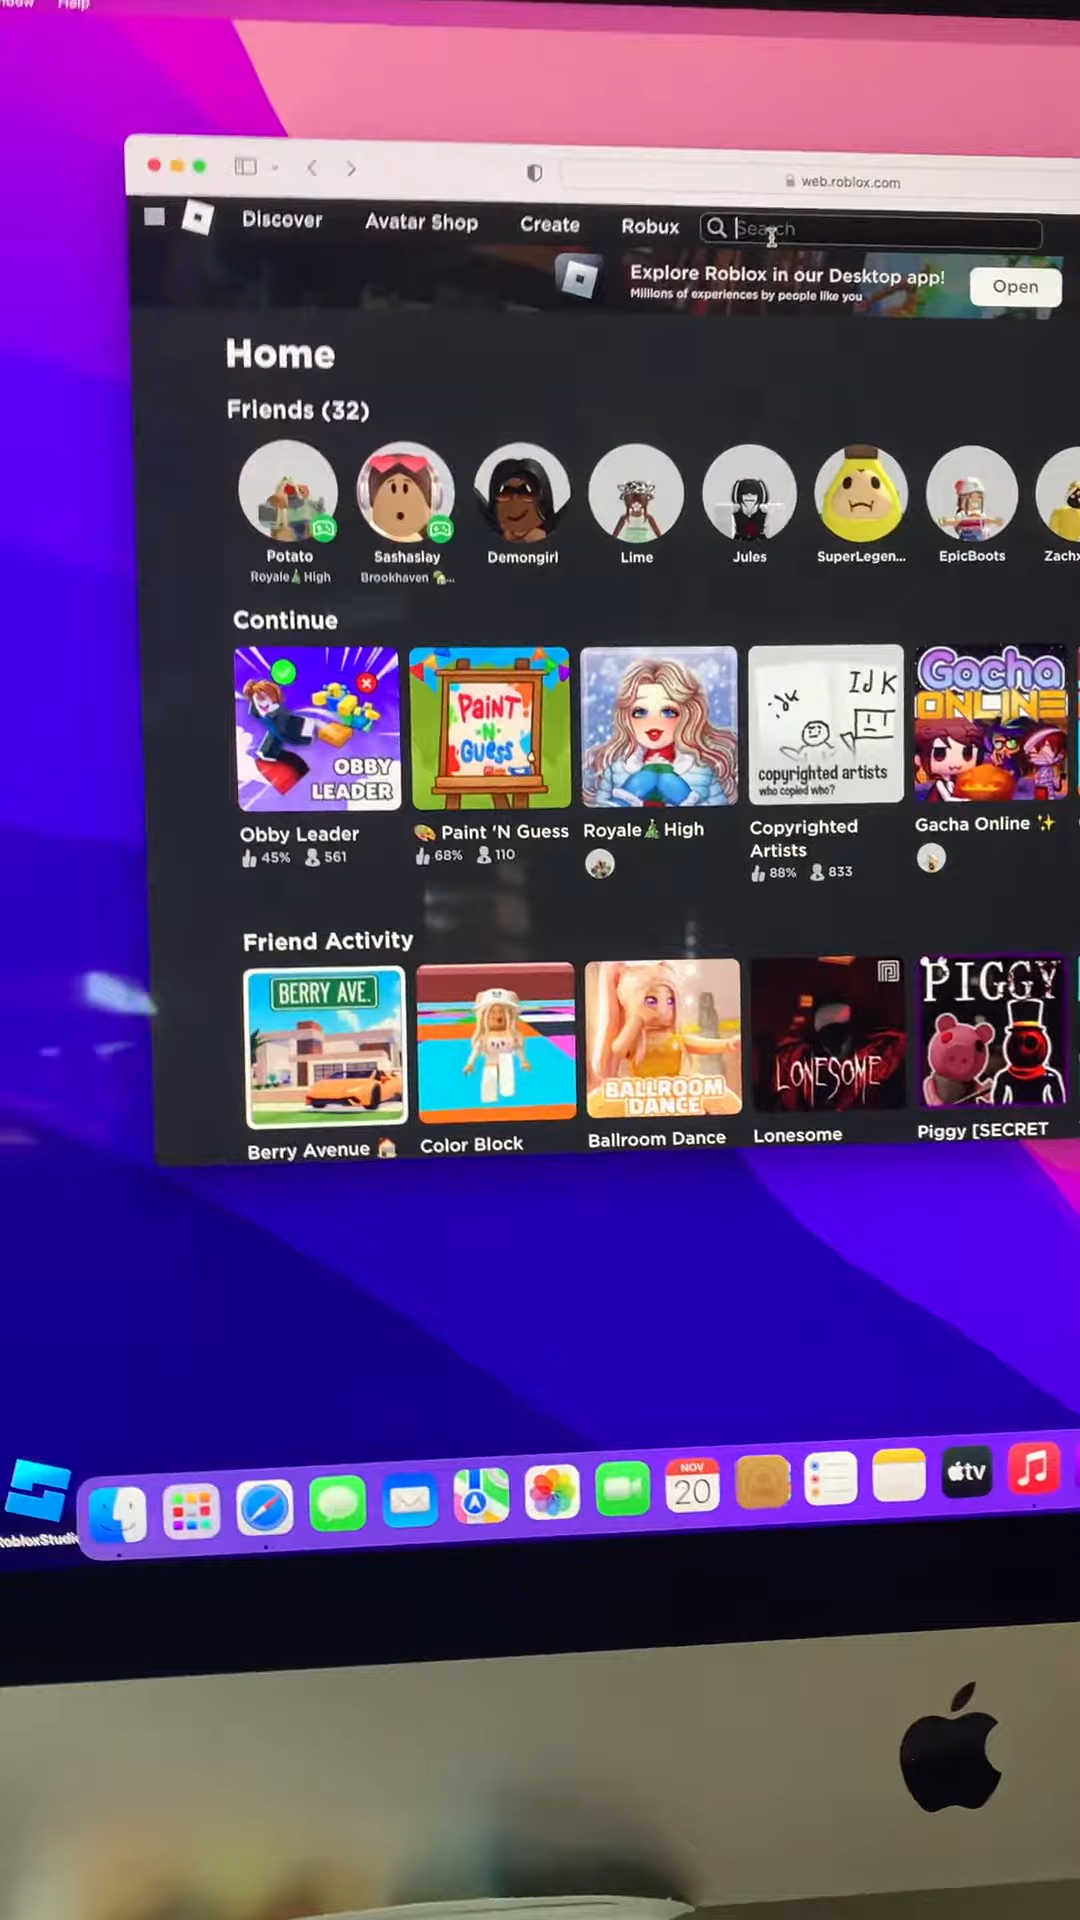 Help
web.roblox.com
Discover Avatar Shop Create Robux Search
Explore Roblox in our Desktop app!
Millions of experiences by people like you
Open
Home
Friends (32)
Potato Sashaslay Demongirl Lime Jules SuperLegen... EpicBoots
Royale🎄High Brookhaven 🏡...
Continue
OBBY
LEADER
PAINT!
'N'
GUESS
IJK
copyrighted artists
who copied who?
Gacha
ONLINE
Obby Leader
45% 561
🎨 Paint 'N Guess
68% 110
Royale🎄High
Copyrighted
Artists
88% 833
Gacha Online ✨
Friend Activity
BERRY AVE.
BALLROOM
DANCE
LONESOME
PIGGY
Berry Avenue 🏠
Color Block
Ballroom Dance
Lonesome
Piggy [SECRET
NOV
20
tv